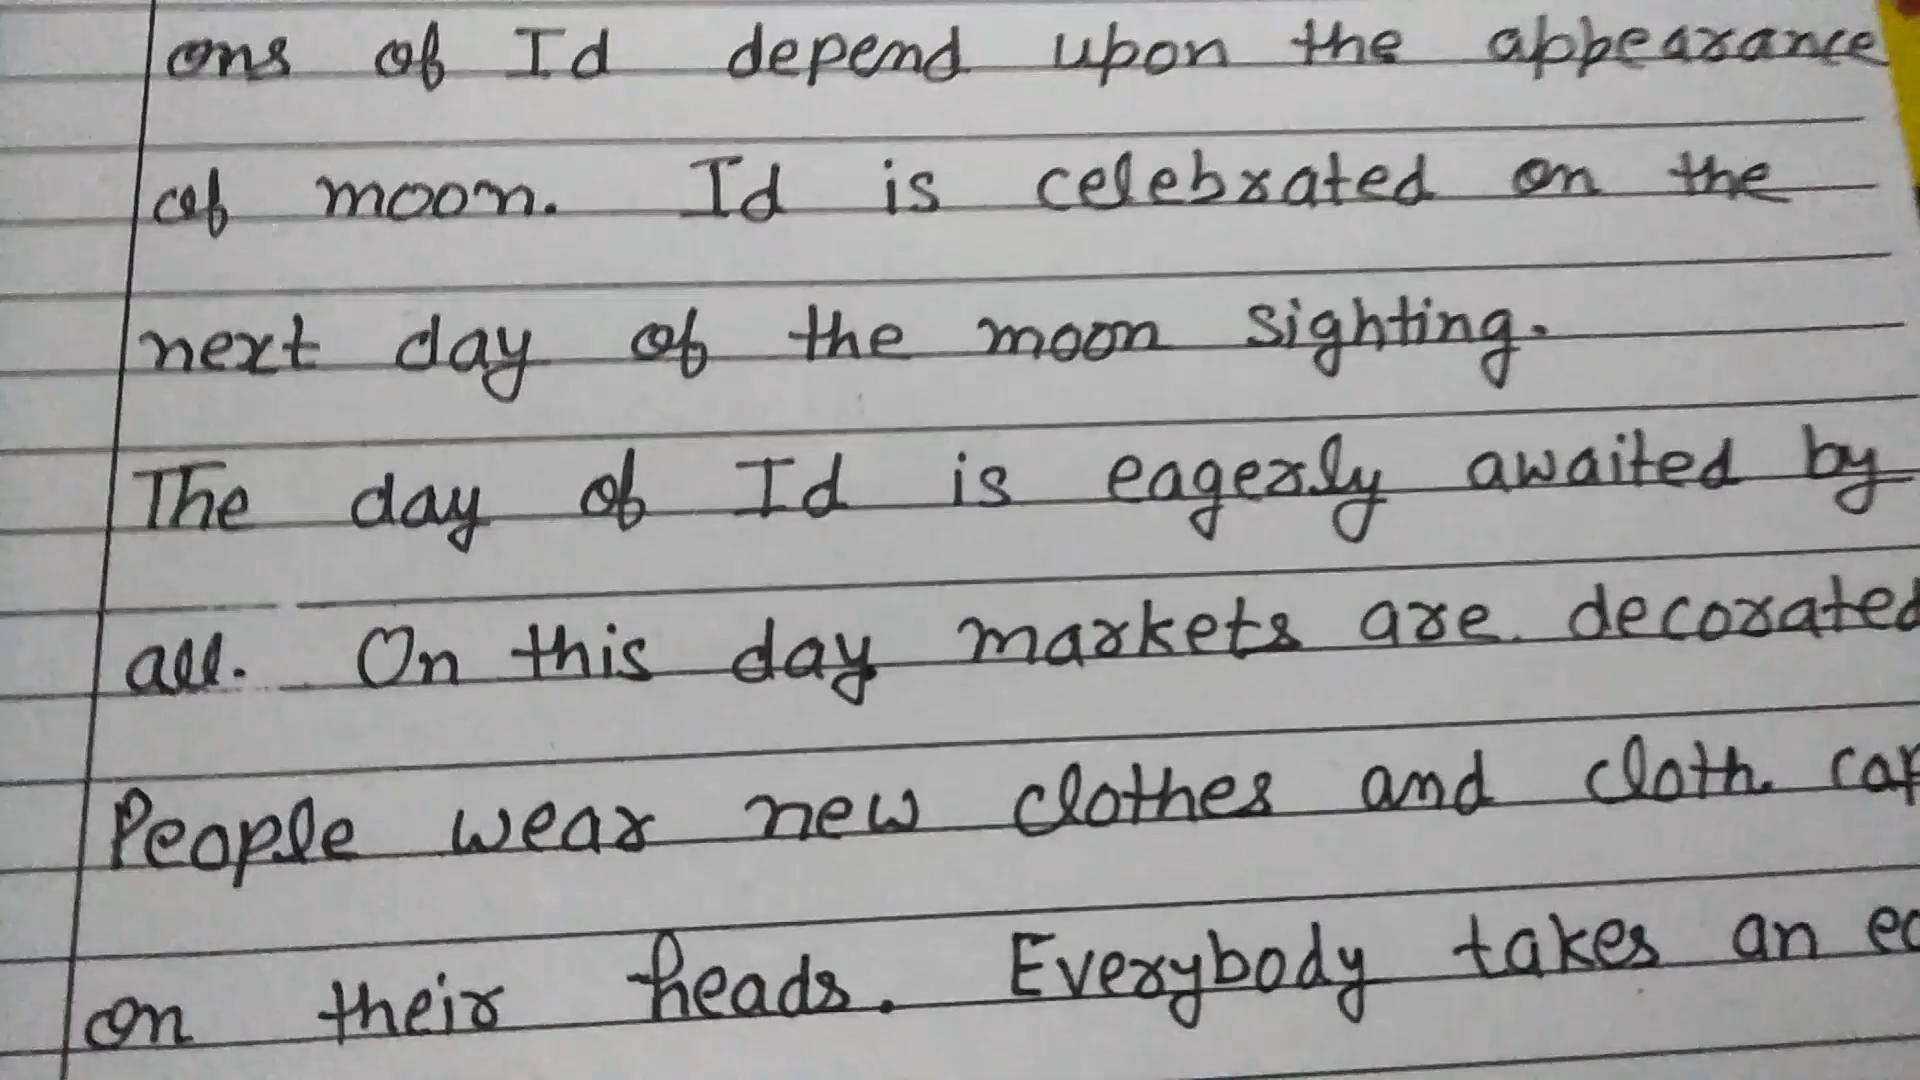 ons of Id depend upon the appearance
of moon. Id is celebrated on the
next day of the moon sighting.
The day of Id is eagerly awaited by
all. On this day markets are decorated
People wear new clothes and cloth
on their heads. Everybody takes an